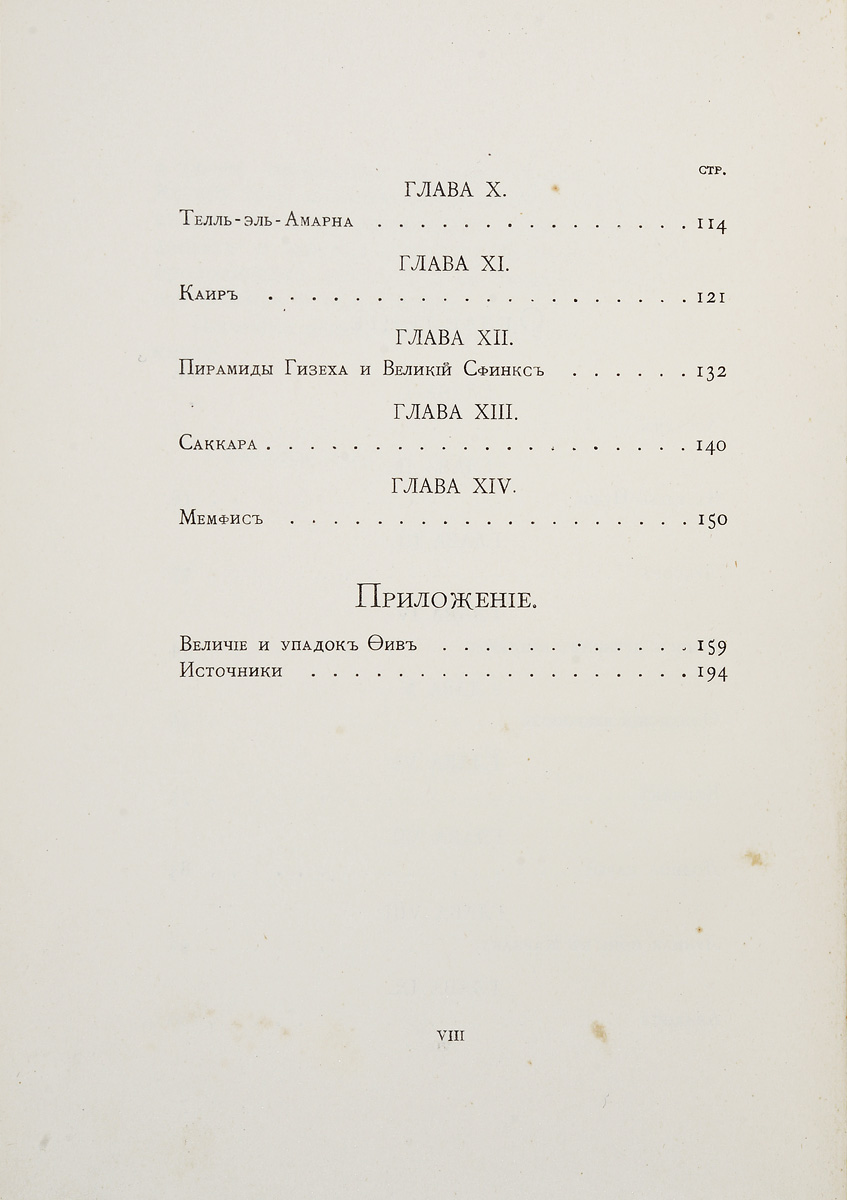 СТР.
ГЛАВА X.
Телль-эль-Амарна . . . . . . . . . . . . . . . 114
ГЛАВА XI.
Каиръ . . . . . . . . . . . . . . . . . . . . 121
ГЛАВА XII.
Пирамиды Гизеха и Великій Сфинксъ . . . . . . 132
ГЛАВА XIII.
Саккара . . . . . . . . . . . . . . . . . . . . 140
ГЛАВА XIV.
Мемфисъ . . . . . . . . . . . . . . . . . . . 150
Приложеніе.
Величіе и упадокъ Ѳивъ . . . . . . . . . . . . 159
Источники . . . . . . . . . . . . . . . . . . 194
VIII